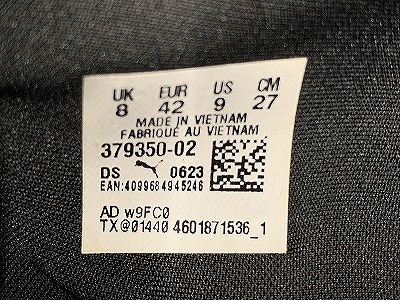 UK EUR US CM
8 42 9 27
MADE IN VIETNAM
FABRIQUÉ AU VIETNAM
379350-02
DS 0623
EAN:4099684945246
AD w9FC0
TX@01440 4601871536_1